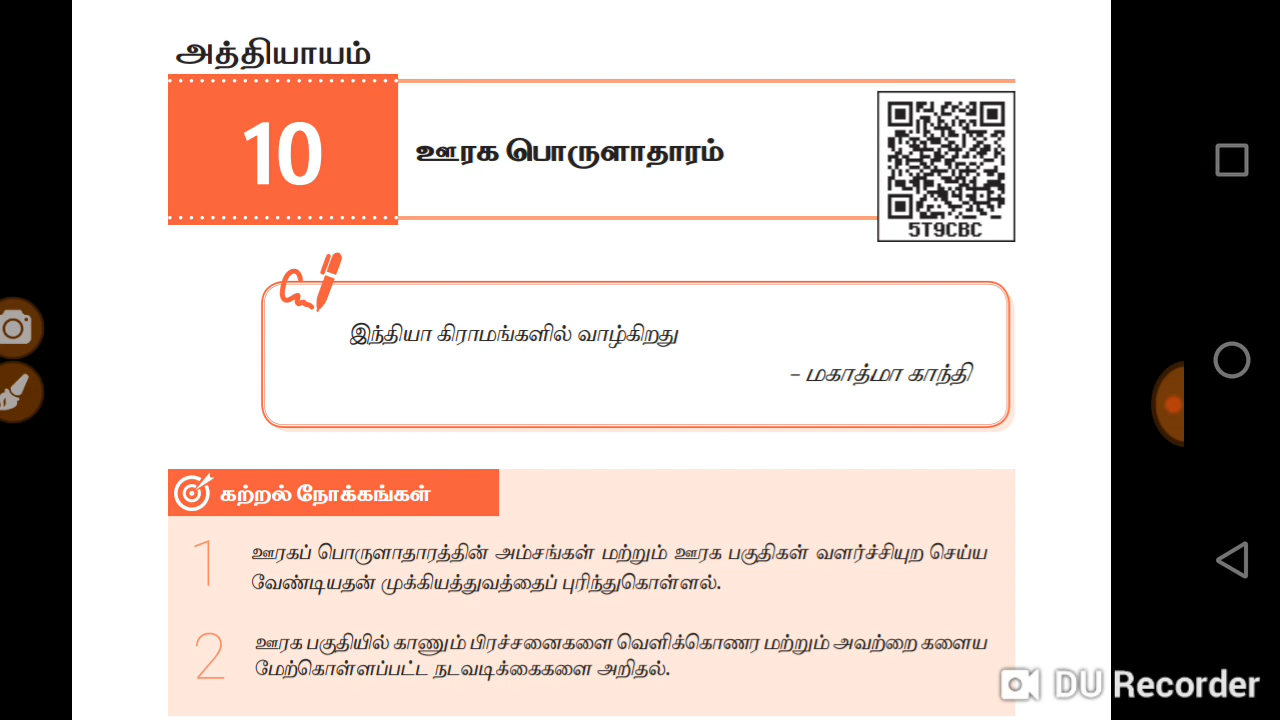 அத்தியாயம்
10
ஊரக பொருளாதாரம்
5T9CBC
இந்தியா கிராமங்களில் வாழ்கிறது
– மகாத்மா காந்தி
கற்றல் நோக்கங்கள்
1 ஊரகப் பொருளாதாரத்தின் அம்சங்கள் மற்றும் ஊரக பகுதிகள் வளர்ச்சியுற செய்ய
வேண்டியதன் முக்கியத்துவத்தைப் புரிந்துகொள்ளல்.
2 ஊரக பகுதியில் காணும் பிரச்சனைகளை வெளிக்கொணர மற்றும் அவற்றை களைய
மேற்கொள்ளப்பட்ட நடவடிக்கைகளை அறிதல்.
DU Recorder